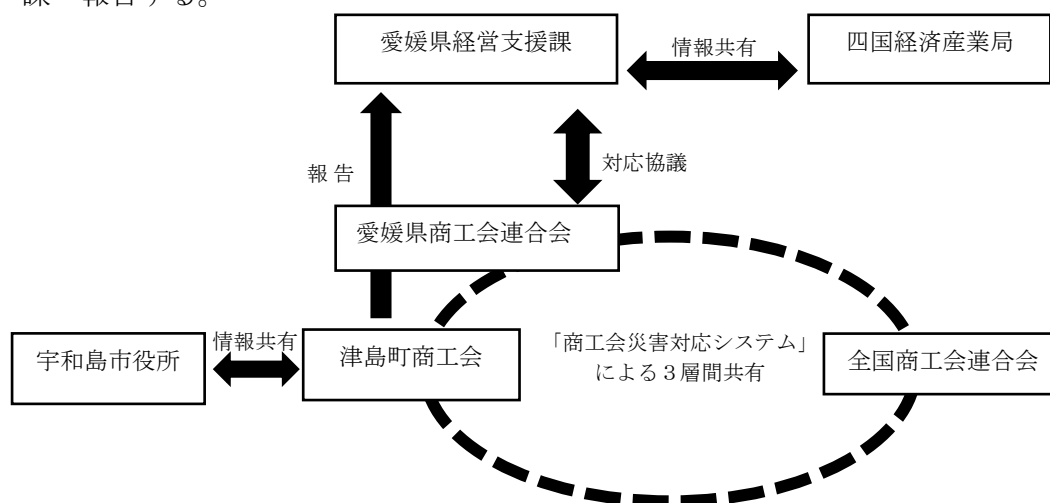 課へ報告する。
愛媛県経営支援課
情報共有
四国経済産業局
報 告
対応協議
愛媛県商工会連合会
宇和島市役所
情報共有
津島町商工会
「商工会災害対応システム」
による３層間共有
全国商工会連合会